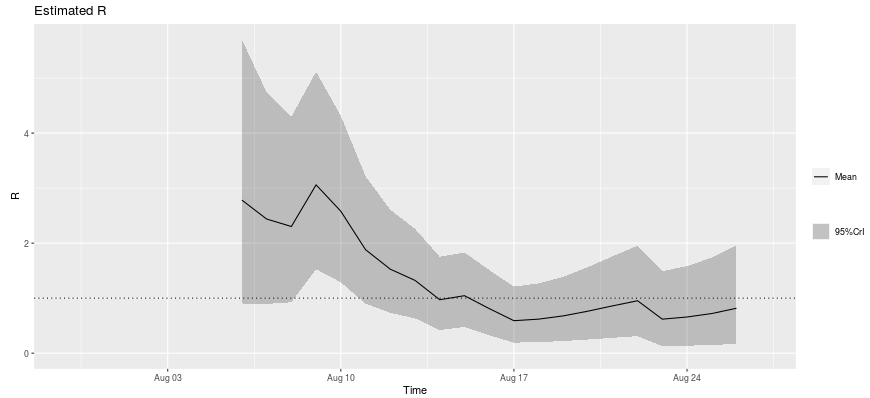 Estimated R
R
4
2
0
Aug 03
Aug 10
Aug 17
Aug 24
Time
Mean
95%CrI